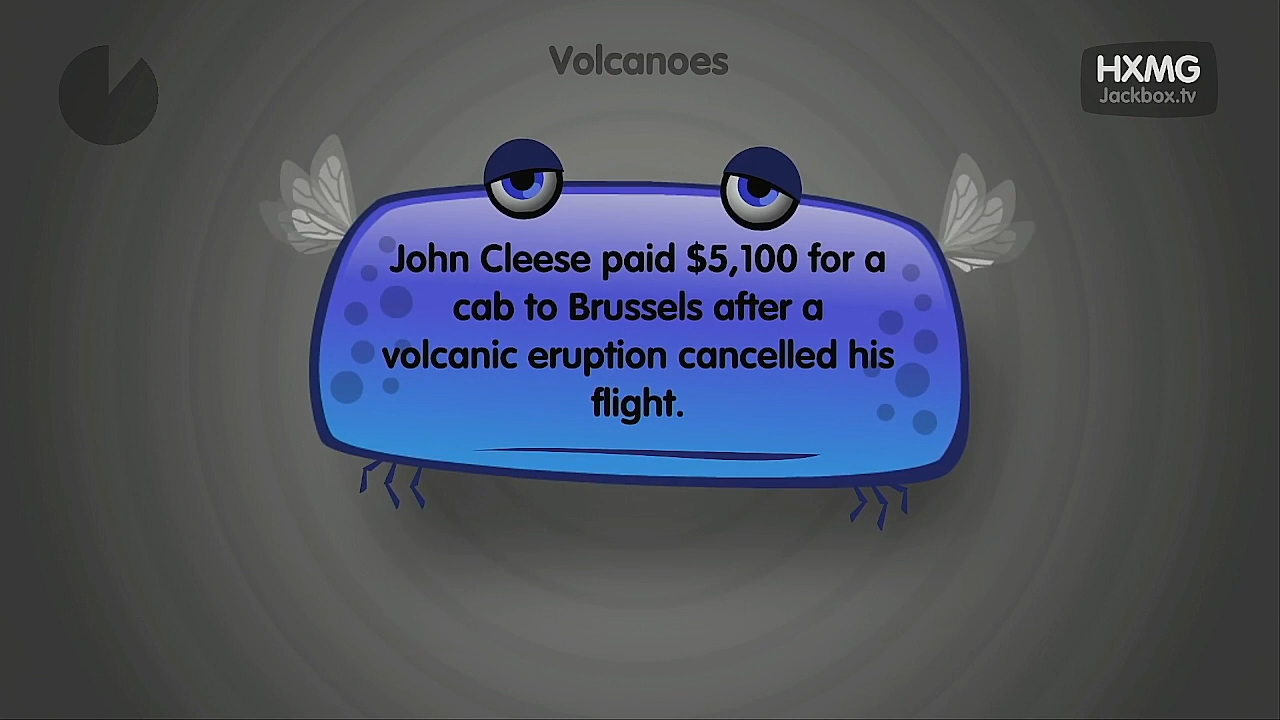 Volcanoes
HXMG
Jackbox.tv
John Cleese paid $5,100 for a
cab to Brussels after a
volcanic eruption cancelled his
flight.